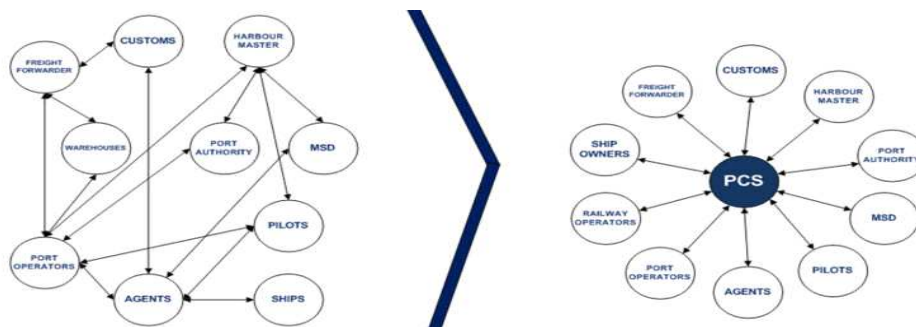 CUSTOMS
HARBOUR
MASTER
FREIGHT
FORWARDER
WAREHOUSES
PORT
AUTHORITY
MSD
PILOTS
PORT
OPERATORS
AGENTS
SHIPS
CUSTOMS
FREIGHT
FORWARDER
HARBOUR
MASTER
SHIP
OWNERS
PORT
AUTHORITY
PCS
RAILWAY
OPERATORS
MSD
PORT
OPERATORS
PILOTS
AGENTS